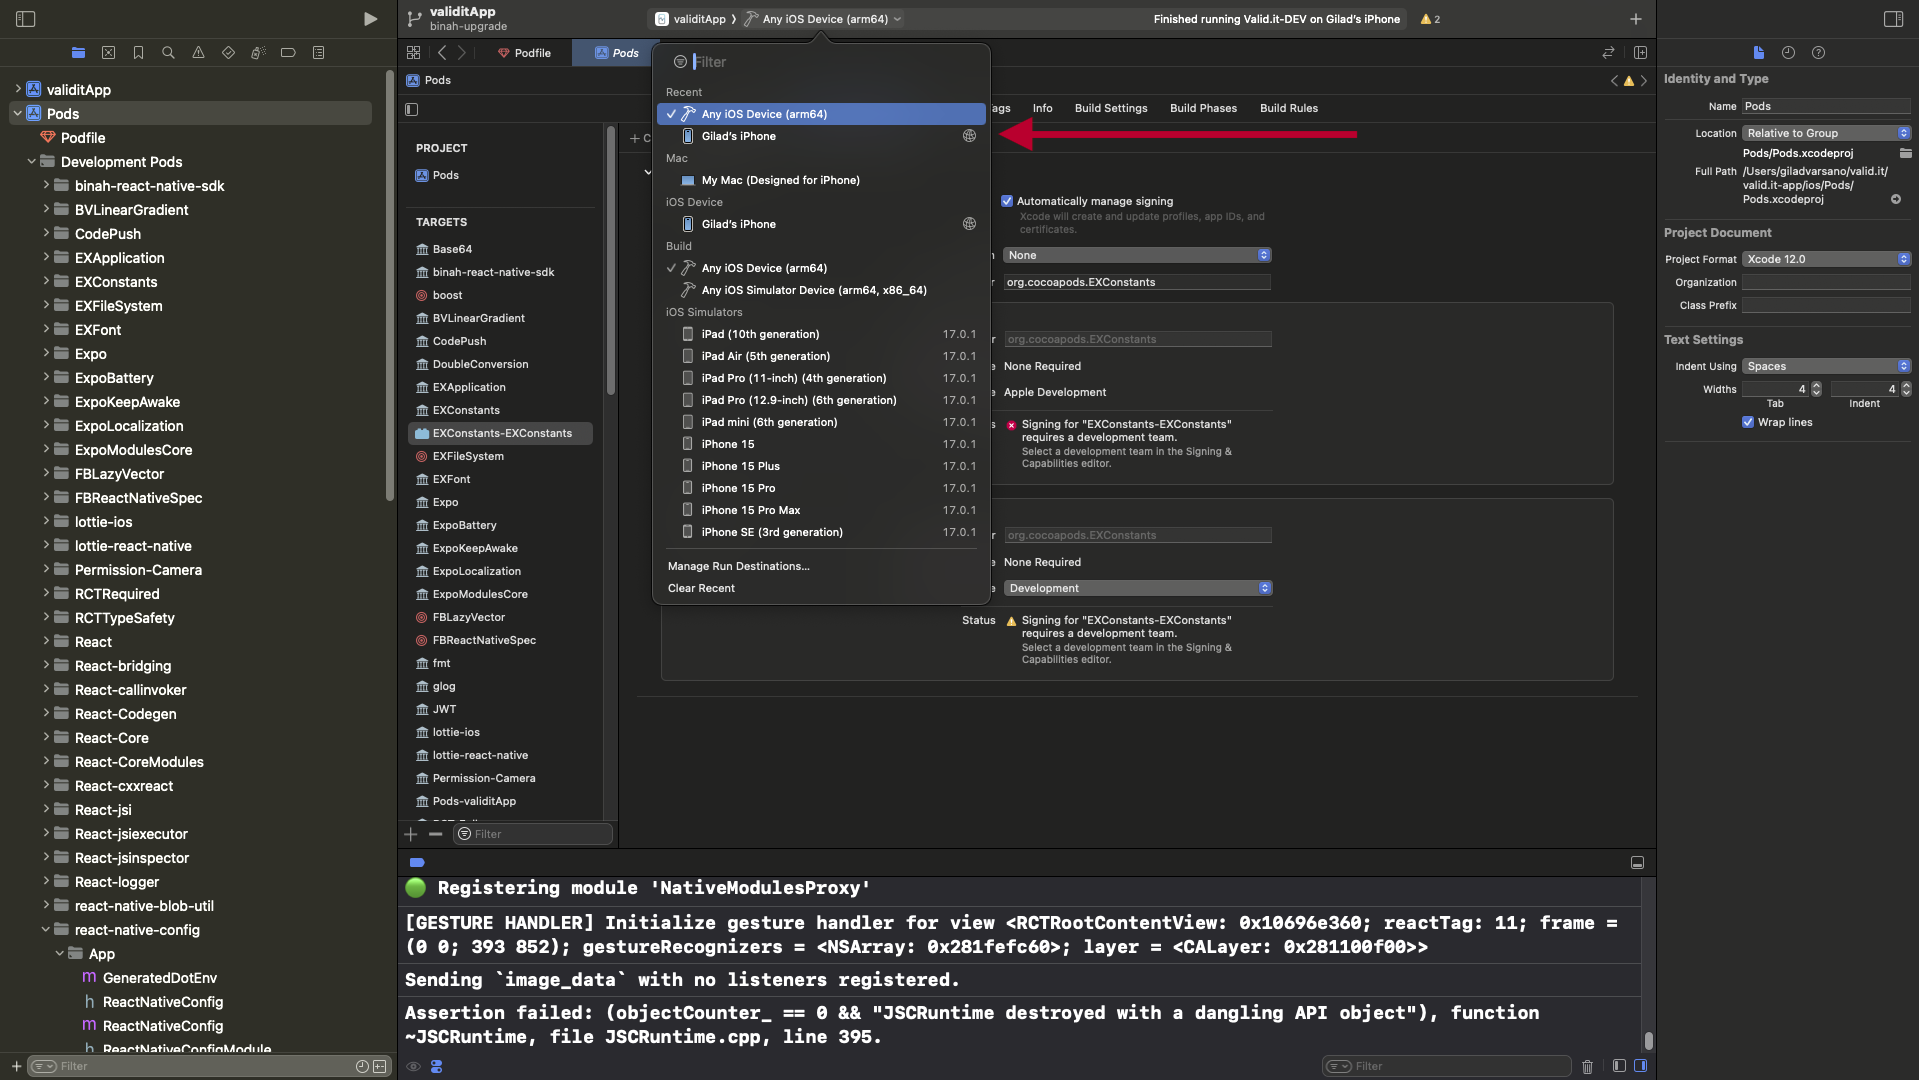 validitApp
binah-upgrade
validitApp
Any iOS Device (arm64)
Finished running Valid.it-DEV on Gilad's iPhone
2
Podfile
Pods
Pods
validitApp
Pods
Podfile
Development Pods
binah-react-native-sdk
BVLinearGradient
CodePush
EXApplication
EXConstants
EXFileSystem
EXFont
Expo
ExpoBattery
ExpoKeepAwake
ExpoLocalization
ExpoModulesCore
FBLazyVector
FBReactNativeSpec
lottie-ios
lottie-react-native
Permission-Camera
RCTRequired
RCTTypeSafety
React
React-bridging
React-callinvoker
React-Codegen
React-Core
React-CoreModules
React-cxxreact
React-jsi
React-jsiexecutor
React-jsinspector
React-logger
react-native-blob-util
react-native-config
App
GeneratedDotEnv
ReactNativeConfig
ReactNativeConfig
ReactNativeConfigModule
Filter
PROJECT
Pods
TARGETS
Base64
binah-react-native-sdk
boost
BVLinearGradient
CodePush
DoubleConversion
EXApplication
EXConstants
EXConstants-EXConstants
EXFileSystem
EXFont
Expo
ExpoBattery
ExpoKeepAwake
ExpoLocalization
ExpoModulesCore
FBLazyVector
FBReactNativeSpec
fmt
glog
JWT
lottie-ios
lottie-react-native
Permission-Camera
Pods-validitApp
Filter
Filter
Recent
Any iOS Device (arm64)
Gilad's iPhone
Mac
My Mac (Designed for iPhone)
iOS Device
Gilad's iPhone
Build
Any iOS Device (arm64)
Any iOS Simulator Device (arm64, x86_64)
iOS Simulators
iPad (10th generation) 17.0.1
iPad Air (5th generation) 17.0.1
iPad Pro (11-inch) (4th generation) 17.0.1
iPad Pro (12.9-inch) (6th generation) 17.0.1
iPad mini (6th generation) 17.0.1
iPhone 15 17.0.1
iPhone 15 Plus 17.0.1
iPhone 15 Pro 17.0.1
iPhone 15 Pro Max 17.0.1
iPhone SE (3rd generation) 17.0.1
Manage Run Destinations...
Clear Recent
ags Info Build Settings Build Phases Build Rules
Automatically manage signing
Xcode will create and update profiles, app IDs, and
certificates.
None
org.cocoapods.EXConstants
org.cocoapods.EXConstants
None Required
Apple Development
Signing for "EXConstants-EXConstants"
requires a development team.
Select a development team in the Signing &
Capabilities editor.
org.cocoapods.EXConstants
None Required
Development
Status
Signing for "EXConstants-EXConstants"
requires a development team.
Select a development team in the Signing &
Capabilities editor.
Registering module 'NativeModulesProxy'
[GESTURE HANDLER] Initialize gesture handler for view <RCTRootContentView: 0x10696e360; reactTag: 11; frame =
(0 0; 393 852); gestureRecognizers = <NSArray: 0x281fefc60>; layer = <CALayer: 0x281100f00>>
Sending `image_data` with no listeners registered.
Assertion failed: (objectCounter_ == 0 && "JSCRuntime destroyed with a dangling API object"), function
~JSCRuntime, file JSCRuntime.cpp, line 395.
Filter
Identity and Type
Name Pods
Location Relative to Group
Pods/Pods.xcodeproj
Full Path /Users/giladvarsano/valid.it/
valid.it-app/ios/Pods/
Pods.xcodeproj
Project Document
Project Format Xcode 12.0
Organization
Class Prefix
Text Settings
Indent Using Spaces
Widths 4 4
Tab Indent
Wrap lines